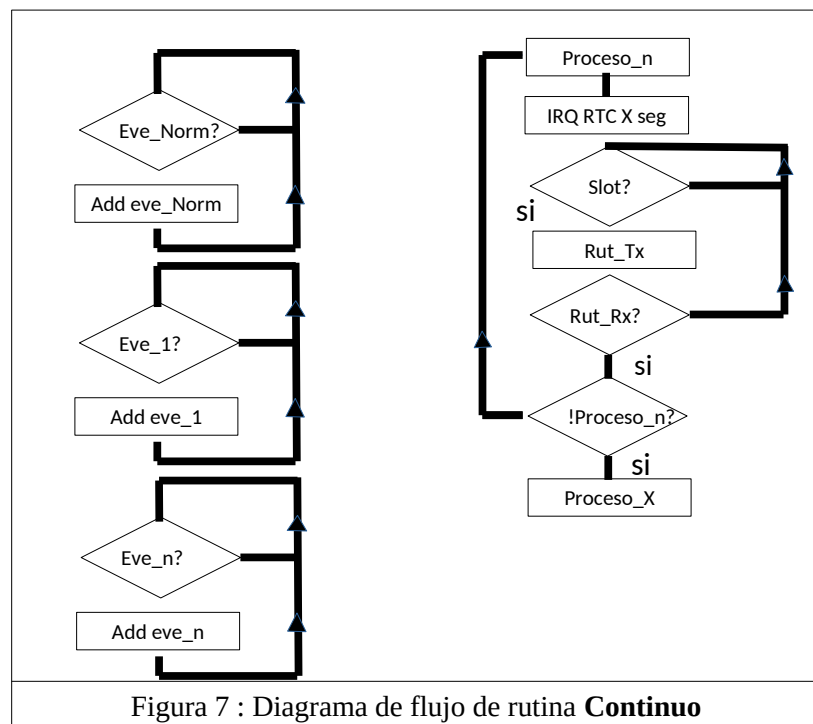 Eve_Norm?
Add eve_Norm
Eve_1?
Add eve_1
Eve_n?
Add eve_n
Proceso_n
IRQ RTC X seg
Slot?
si
Rut_Tx
Rut_Rx?
si
!Proceso_n?
si
Proceso_X
Figura 7 : Diagrama de flujo de rutina Continuo